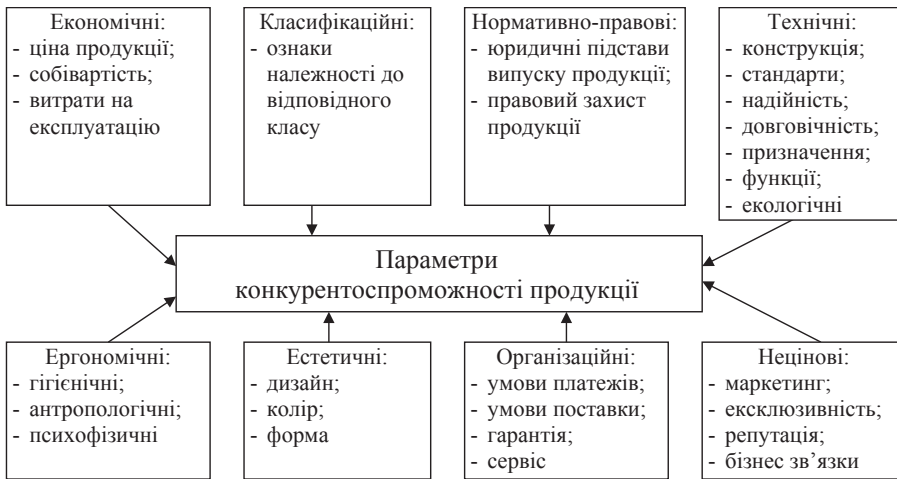 Економічні:
- ціна продукції;
- собівартість;
- витрати на
експлуатацію
Класифікаційні:
- ознаки
належності до
відповідного
класу
Нормативно-правові:
- юридичні підстави
випуску продукції;
- правовий захист
продукції
Технічні:
- конструкція;
- стандарти;
- надійність;
- довговічність;
- призначення;
- функції;
- екологічні
Параметри
конкурентоспроможності продукції
Ергономічні:
- гігієнічні;
- антропологічні;
- психофізичні
Естетичні:
- дизайн;
- колір;
- форма
Організаційні:
- умови платежів;
- умови поставки;
- гарантія;
- сервіс
Нецінові:
- маркетинг;
- ексклюзивність;
- репутація;
- бізнес зв’язки